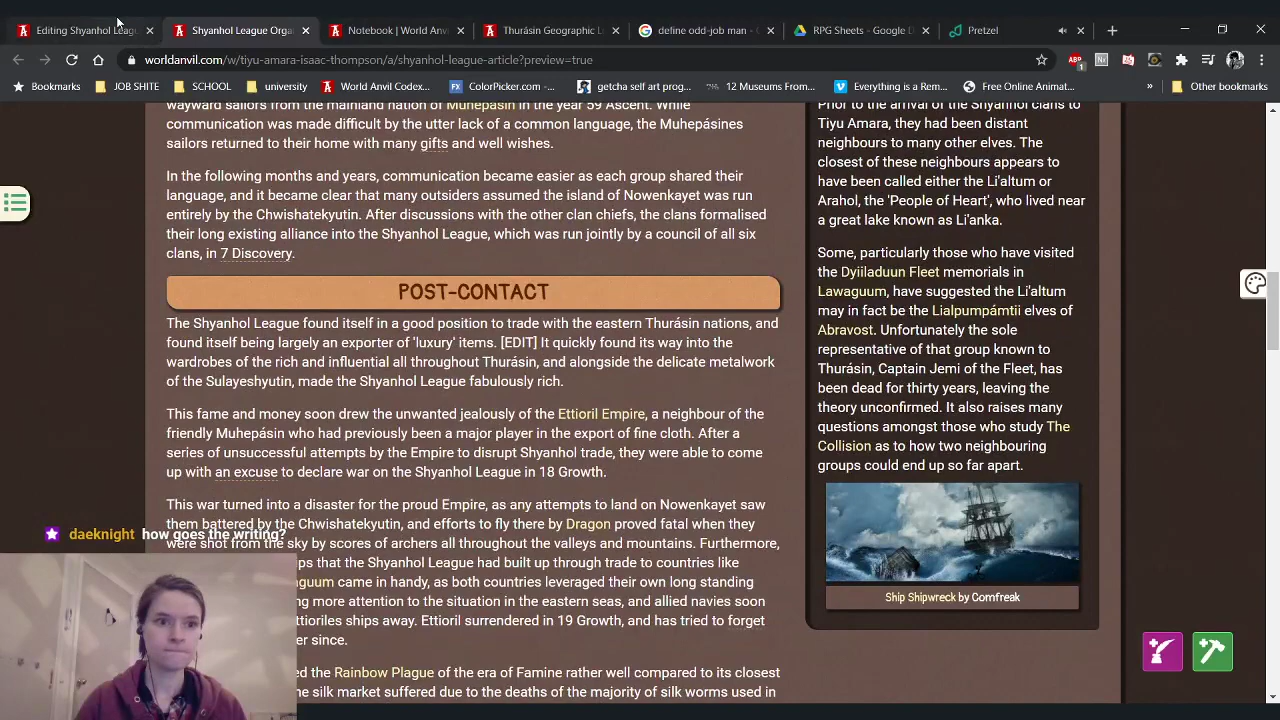 Editing Shyanhol Leagu
Shyanhol League Orga
Notebook | World Anv
Thurásin Geographic L
define odd-job man - G
RPG Sheets - Google D
Pretzel
worldanvil.com/w/tiyu-amara-isaac-thompson/a/shyanhol-league-article?preview=true
Bookmarks
JOB SHITE
SCHOOL
university
World Anvil Codex...
ColorPicker.com -...
getcha self art prog...
12 Museums From...
Everything is a Rem...
Free Online Animat...
»
Other bookmarks
wayward sailors from the mainland nation of Muhepásin in the year 59 Ascent. While
communication was made difficult by the utter lack of a common language, the Muhepásines
sailors returned to their home with many gifts and well wishes.
In the following months and years, communication became easier as each group shared their
language, and it became clear that many outsiders assumed the island of Nowenkayet was run
entirely by the Chwishatekyutin. After discussions with the other clan chiefs, the clans formalised
their long existing alliance into the Shyanhol League, which was run jointly by a council of all six
clans, in 7 Discovery.
POST-CONTACT
The Shyanhol League found itself in a good position to trade with the eastern Thurásin nations, and
found itself being largely an exporter of 'luxury' items. [EDIT] It quickly found its way into the
wardrobes of the rich and influential all throughout Thurásin, and alongside the delicate metalwork
of the Sulayeshyutin, made the Shyanhol League fabulously rich.
This fame and money soon drew the unwanted jealously of the Ettioril Empire, a neighbour of the
friendly Muhepásin who had previously been a major player in the export of fine cloth. After a
series of unsuccessful attempts by the Empire to disrupt Shyanhol trade, they were able to come
up with an excuse to declare war on the Shyanhol League in 18 Growth.
This war turned into a disaster for the proud Empire, as any attempts to land on Nowenkayet saw
them battered by the Chwishatekyutin, and efforts to fly there by Dragon proved fatal when they
were shot from the sky by scores of archers all throughout the valleys and mountains. Furthermore,
ps that the Shyanhol League had built up through trade to countries like
guum came in handy, as both countries leveraged their own long standing
ng more attention to the situation in the eastern seas, and allied navies soon
ttioriles ships away. Ettioril surrendered in 19 Growth, and has tried to forget
er since.
ed the Rainbow Plague of the era of Famine rather well compared to its closest
he silk market suffered due to the deaths of the majority of silk worms used in
daeknight how goes the writing?
Prior to the arrival of the Shyanhol clans to
Tiyu Amara, they had been distant
neighbours to many other elves. The
closest of these neighbours appears to
have been called either the Li'altum or
Arahol, the 'People of Heart', who lived near
a great lake known as Li'anka.
Some, particularly those who have visited
the Dyiiladuun Fleet memorials in
Lawaguum, have suggested the Li'altum
may in fact be the Lialpumpámtii elves of
Abravost. Unfortunately the sole
representative of that group known to
Thurásin, Captain Jemi of the Fleet, has
been dead for thirty years, leaving the
theory unconfirmed. It also raises many
questions amongst those who study The
Collision as to how two neighbouring
groups could end up so far apart.
Ship Shipwreck by Comfreak